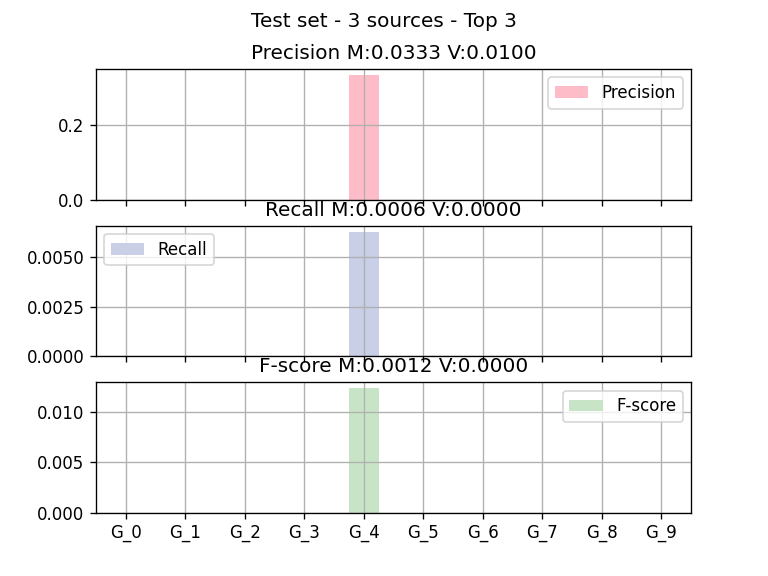 Test set - 3 sources - Top 3
Precision M:0.0333 V:0.0100
Precision
0.2
0.0
Recall M:0.0006 V:0.0000
Recall
0.0050
0.0025
0.0000
F-score M:0.0012 V:0.0000
F-score
0.010
0.005
0.000
G_0 G_1 G_2 G_3 G_4 G_5 G_6 G_7 G_8 G_9